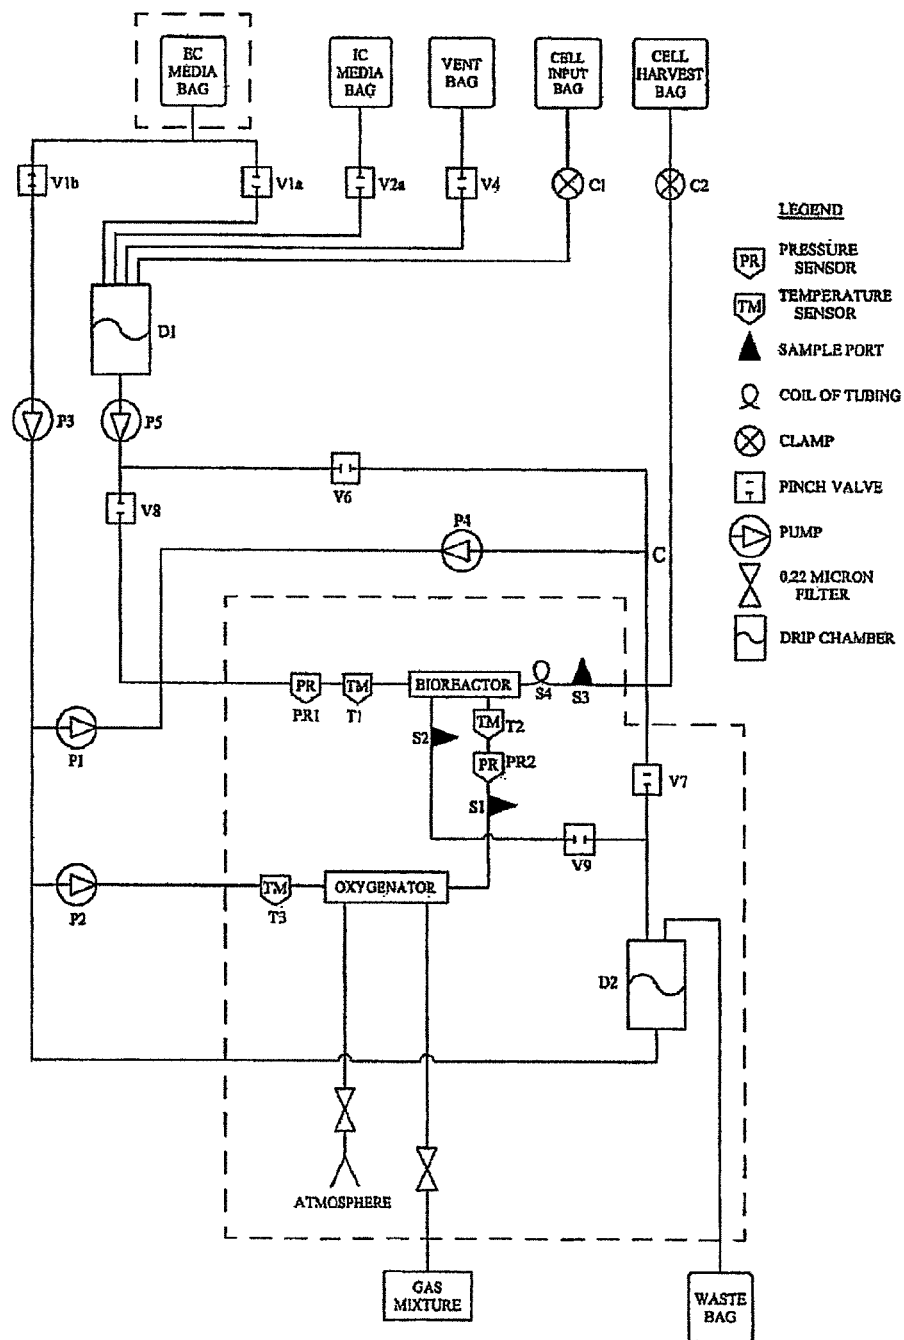 EC
MEDIA
BAG
IC
MEDIA
BAG
VENT
BAG
CELL
INPUT
BAG
CELL
HARVEST
BAG
V1b
V1a
V2a
V4
C1
C2
LEGEND
PR
PRESSURE
SENSOR
TM
TEMPERATURE
SENSOR
SAMPLE PORT
COIL OF TUBING
CLAMP
PINCH VALVE
PUMP
0.22 MICRON
FILTER
DRIP CHAMBER
D1
P3
P5
V6
V8
P4
C
PR
TM
BIOREACTOR
PR1
T1
S4
S3
S2
TM
T2
PR
PR2
S1
P1
V7
V9
P2
TM
OXYGENATOR
T3
D2
ATMOSPHERE
GAS
MIXTURE
WASTE
BAG